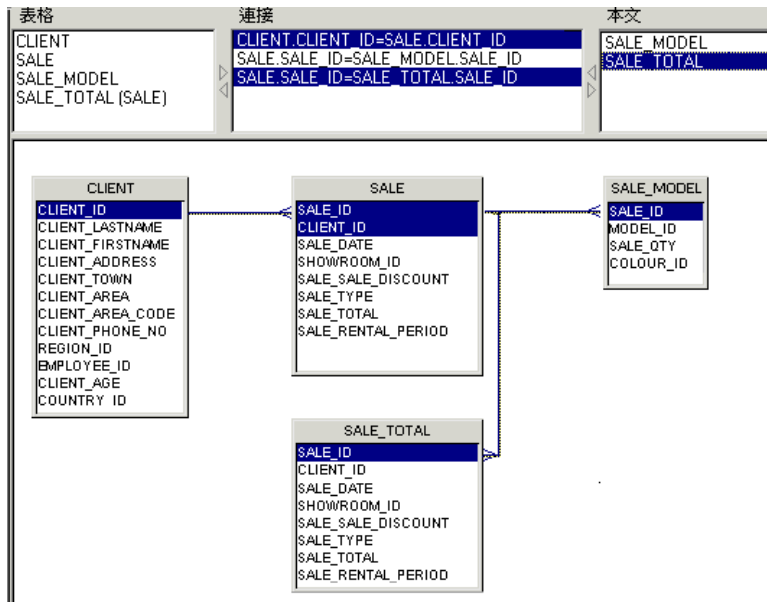 表格
連接
本文
CLIENT
SALE
SALE_MODEL
SALE_TOTAL (SALE)
CLIENT.CLIENT_ID=SALE.CLIENT_ID
SALE.SALE_ID=SALE_MODEL.SALE_ID
SALE.SALE_ID=SALE_TOTAL.SALE_ID
SALE_MODEL
SALE_TOTAL
CLIENT
CLIENT_ID
CLIENT_LASTNAME
CLIENT_FIRSTNAME
CLIENT_ADDRESS
CLIENT_TOWN
CLIENT_AREA
CLIENT_AREA_CODE
CLIENT_PHONE_NO
REGION_ID
EMPLOYEE_ID
CLIENT_AGE
COUNTRY_ID
SALE
SALE_ID
CLIENT_ID
SALE_DATE
SHOWROOM_ID
SALE_SALE_DISCOUNT
SALE_TYPE
SALE_TOTAL
SALE_RENTAL_PERIOD
SALE_MODEL
SALE_ID
MODEL_ID
SALE_QTY
COLOUR_ID
SALE_TOTAL
SALE_ID
CLIENT_ID
SALE_DATE
SHOWROOM_ID
SALE_SALE_DISCOUNT
SALE_TYPE
SALE_TOTAL
SALE_RENTAL_PERIOD